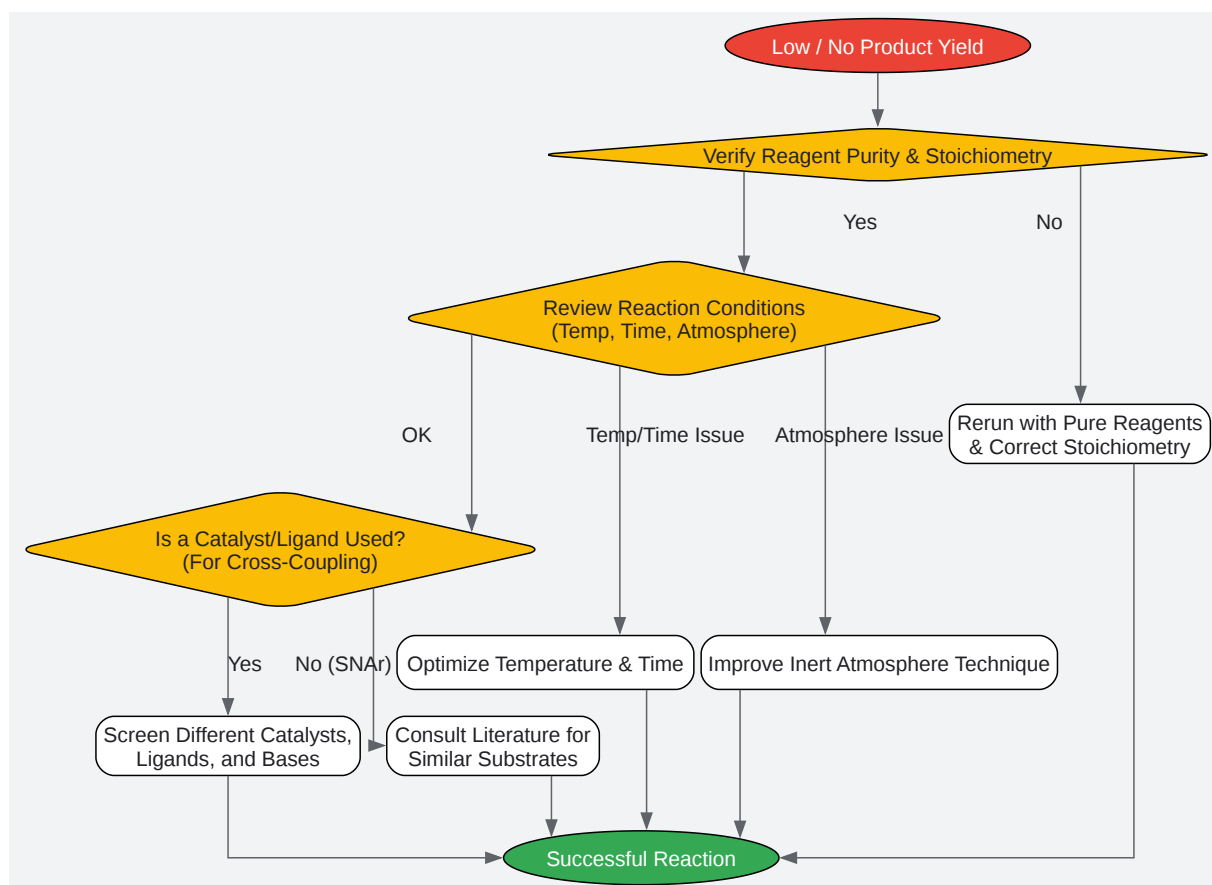 Low / No Product Yield
Verify Reagent Purity & Stoichiometry
Yes
No
Review Reaction Conditions
(Temp, Time, Atmosphere)
Rerun with Pure Reagents
& Correct Stoichiometry
OK
Temp/Time Issue
Atmosphere Issue
Is a Catalyst/Ligand Used?
(For Cross-Coupling)
Yes
No (SNAr)
Optimize Temperature & Time
Improve Inert Atmosphere Technique
Screen Different Catalysts,
Ligands, and Bases
Consult Literature for
Similar Substrates
Successful Reaction